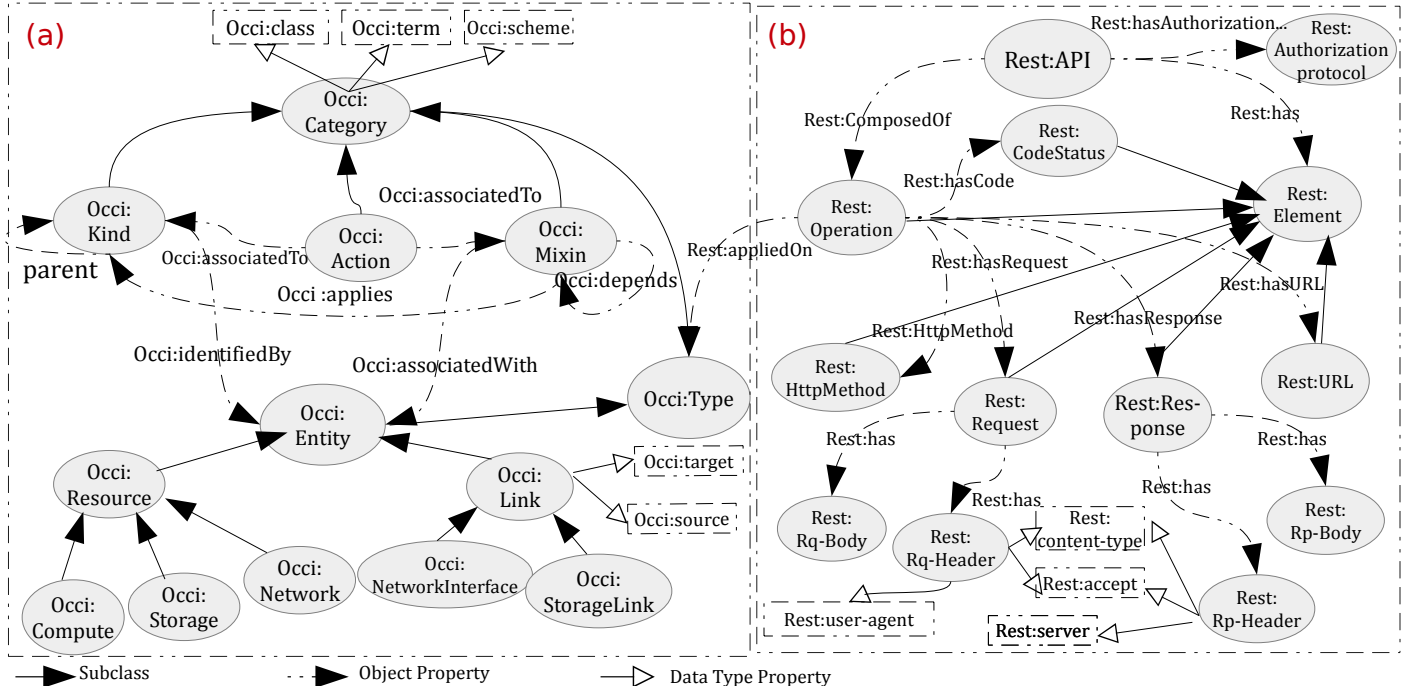 (a)
Occi:class
Occi:term
Occi:scheme
Occi:
Category
Occi:associatedTo
Occi:
Kind
Occi:
Action
Occi:
Mixin
parent
Occi:associatedTo
Occi:depends
Occi :applies
Occi:identifiedBy
Occi:associatedWith
Occi:
Entity
Occi:Type
Occi:
Resource
Occi:
Link
Occi:target
Occi:source
Occi:
Compute
Occi:
Storage
Occi:
Network
Occi:
NetworkInterface
Occi:
StorageLink
(b)
Rest:API
Rest:hasAuthorization...
Rest:
Authorization
protocol
Rest:ComposedOf
Rest:has
Rest:
CodeStatus
Rest:hasCode
Rest:
Operation
Rest:
Element
Rest:appliedOn
Rest:hasRequest
Rest:hasURL
Rest:HttpMethod
Rest:hasResponse
Rest:
HttpMethod
Rest:
Request
Rest:Res-
ponse
Rest:URL
Rest:has
Rest:has
Rest:has
Rest:has
Rest:
Rq-Body
Rest:
Rq-Header
Rest:
content-type
Rest:
Rp-Body
Rest:accept
Rest:user-agent
Rest:server
Rest:
Rp-Header
Subclass
Object Property
Data Type Property